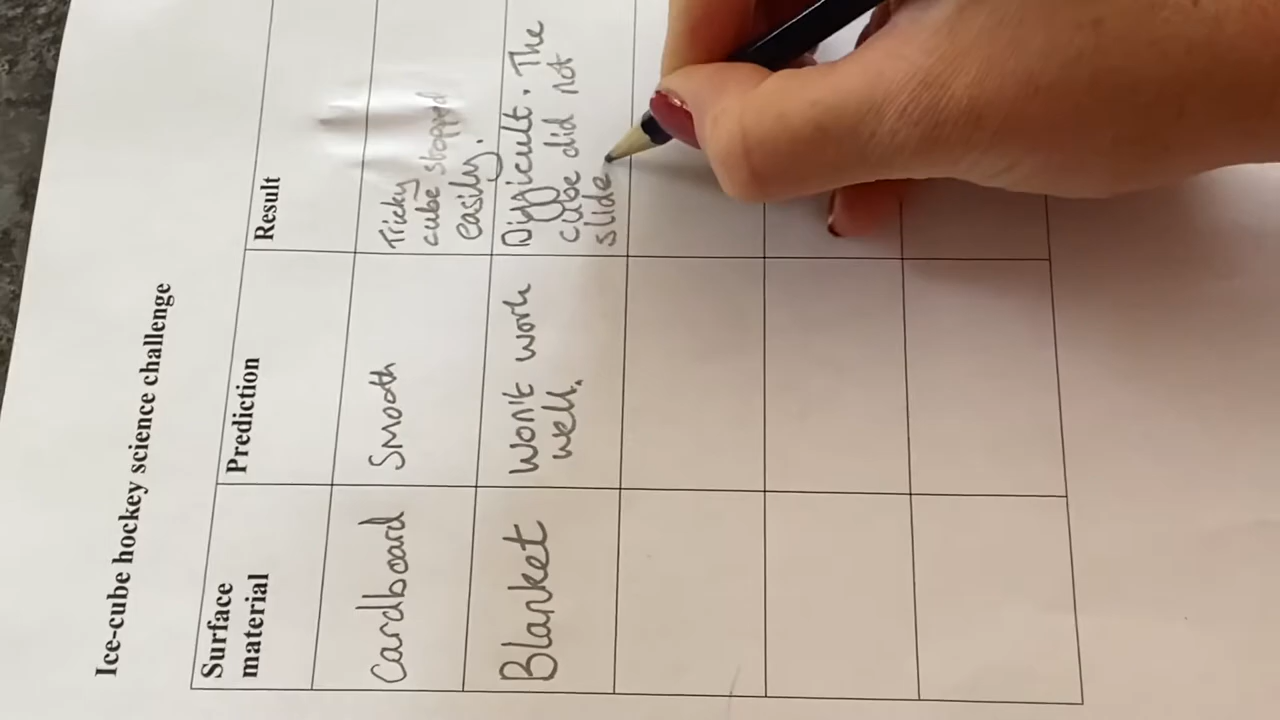 Ice-cube hockey science challenge
Surface
material
Prediction
Result
Cardboard
Smooth
Tricky
cube stopped
easily.
Blanket
Won't work
well.
Difficult. The
cube did not
slide